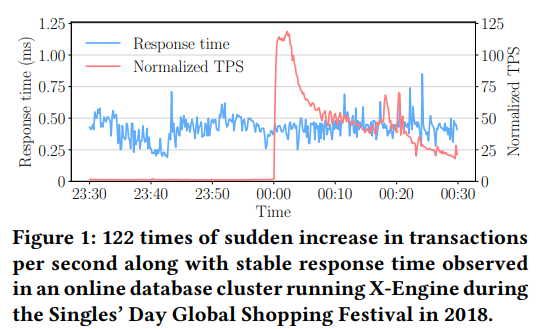 1.25
1.00
0.75
0.50
0.25
0
Response time (ms)
Response time
Normalized TPS
125
100
75
50
25
0
Normalized TPS
23:30 23:40 23:50 00:00 00:10 00:20 00:30
Time
Figure 1: 122 times of sudden increase in transactions
per second along with stable response time observed
in an online database cluster running X-Engine during
the Singles’ Day Global Shopping Festival in 2018.